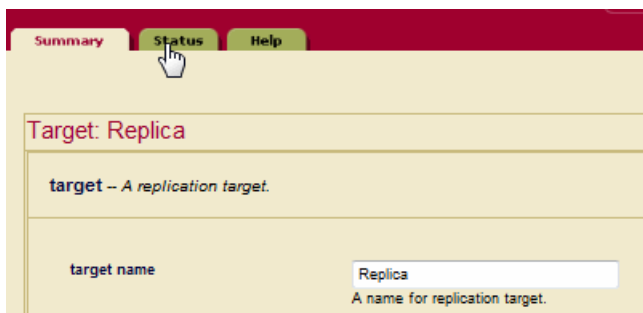 Summary Status Help
Target: Replica
target -- A replication target.
target name Replica
A name for replication target.